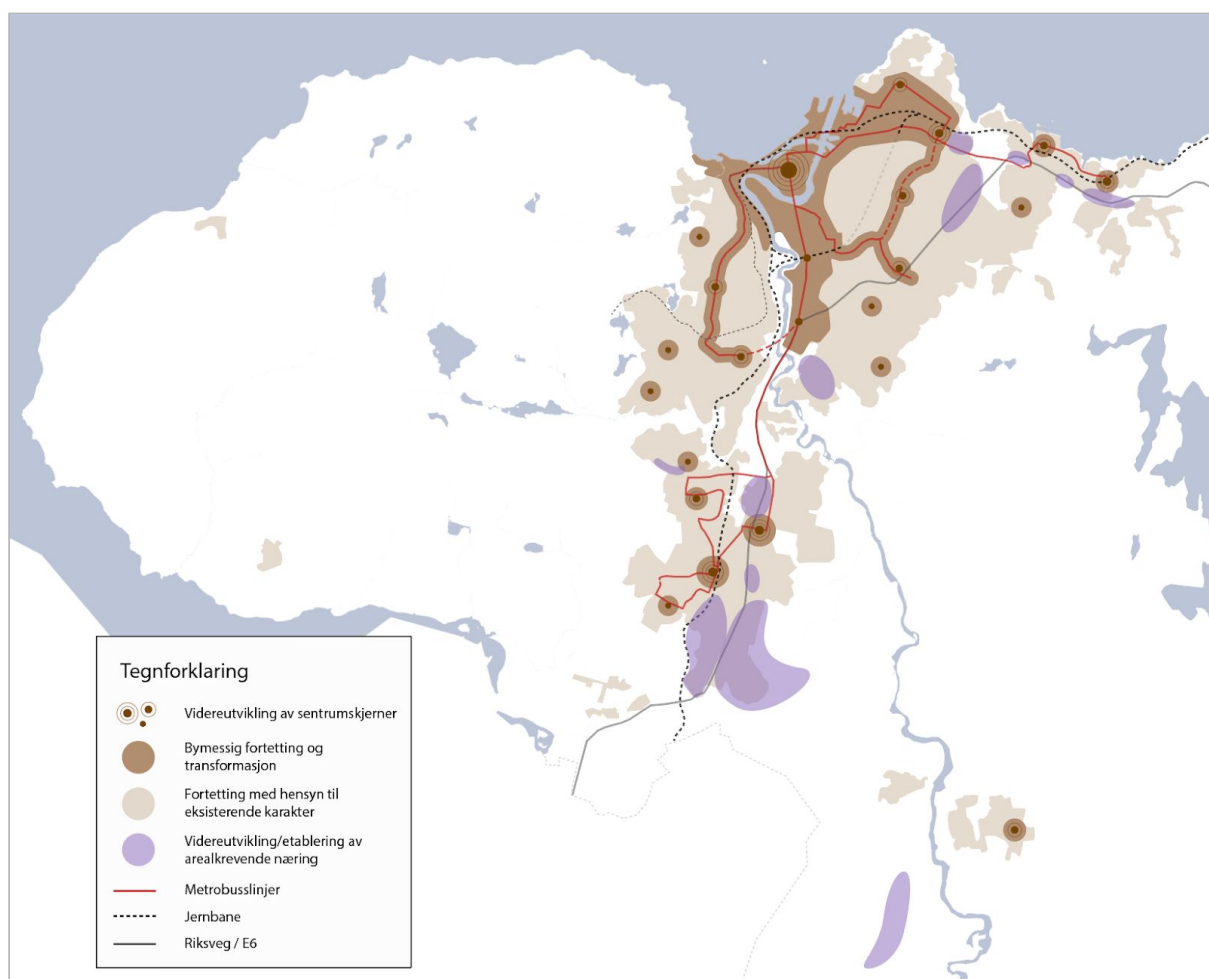 Tegnforklaring
Videreutvikling av sentrumskjerner
Bymessig fortetting og
transformasjon
Fortetting med hensyn til
eksisterende karakter
Videreutvikling/etablering av
arealkrevende næring
Metrobusslinjer
Jernbane
Riksveg / E6